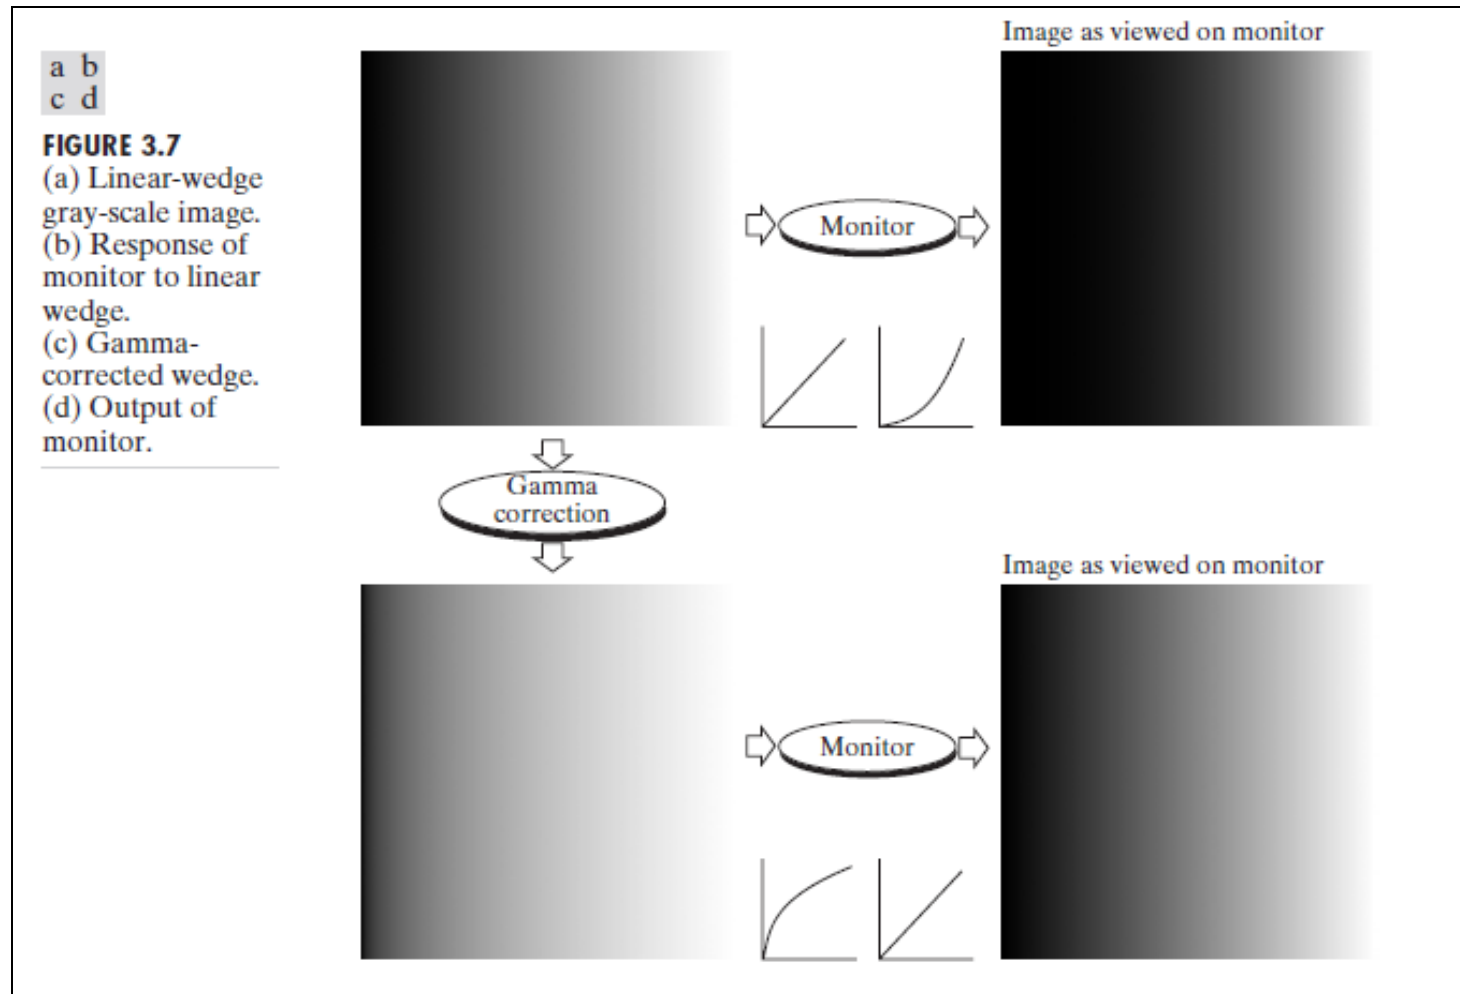 a b
c d
FIGURE 3.7
(a) Linear-wedge
gray-scale image.
(b) Response of
monitor to linear
wedge.
(c) Gamma-
corrected wedge.
(d) Output of
monitor.
Image as viewed on monitor
Monitor
Gamma
correction
Image as viewed on monitor
Monitor